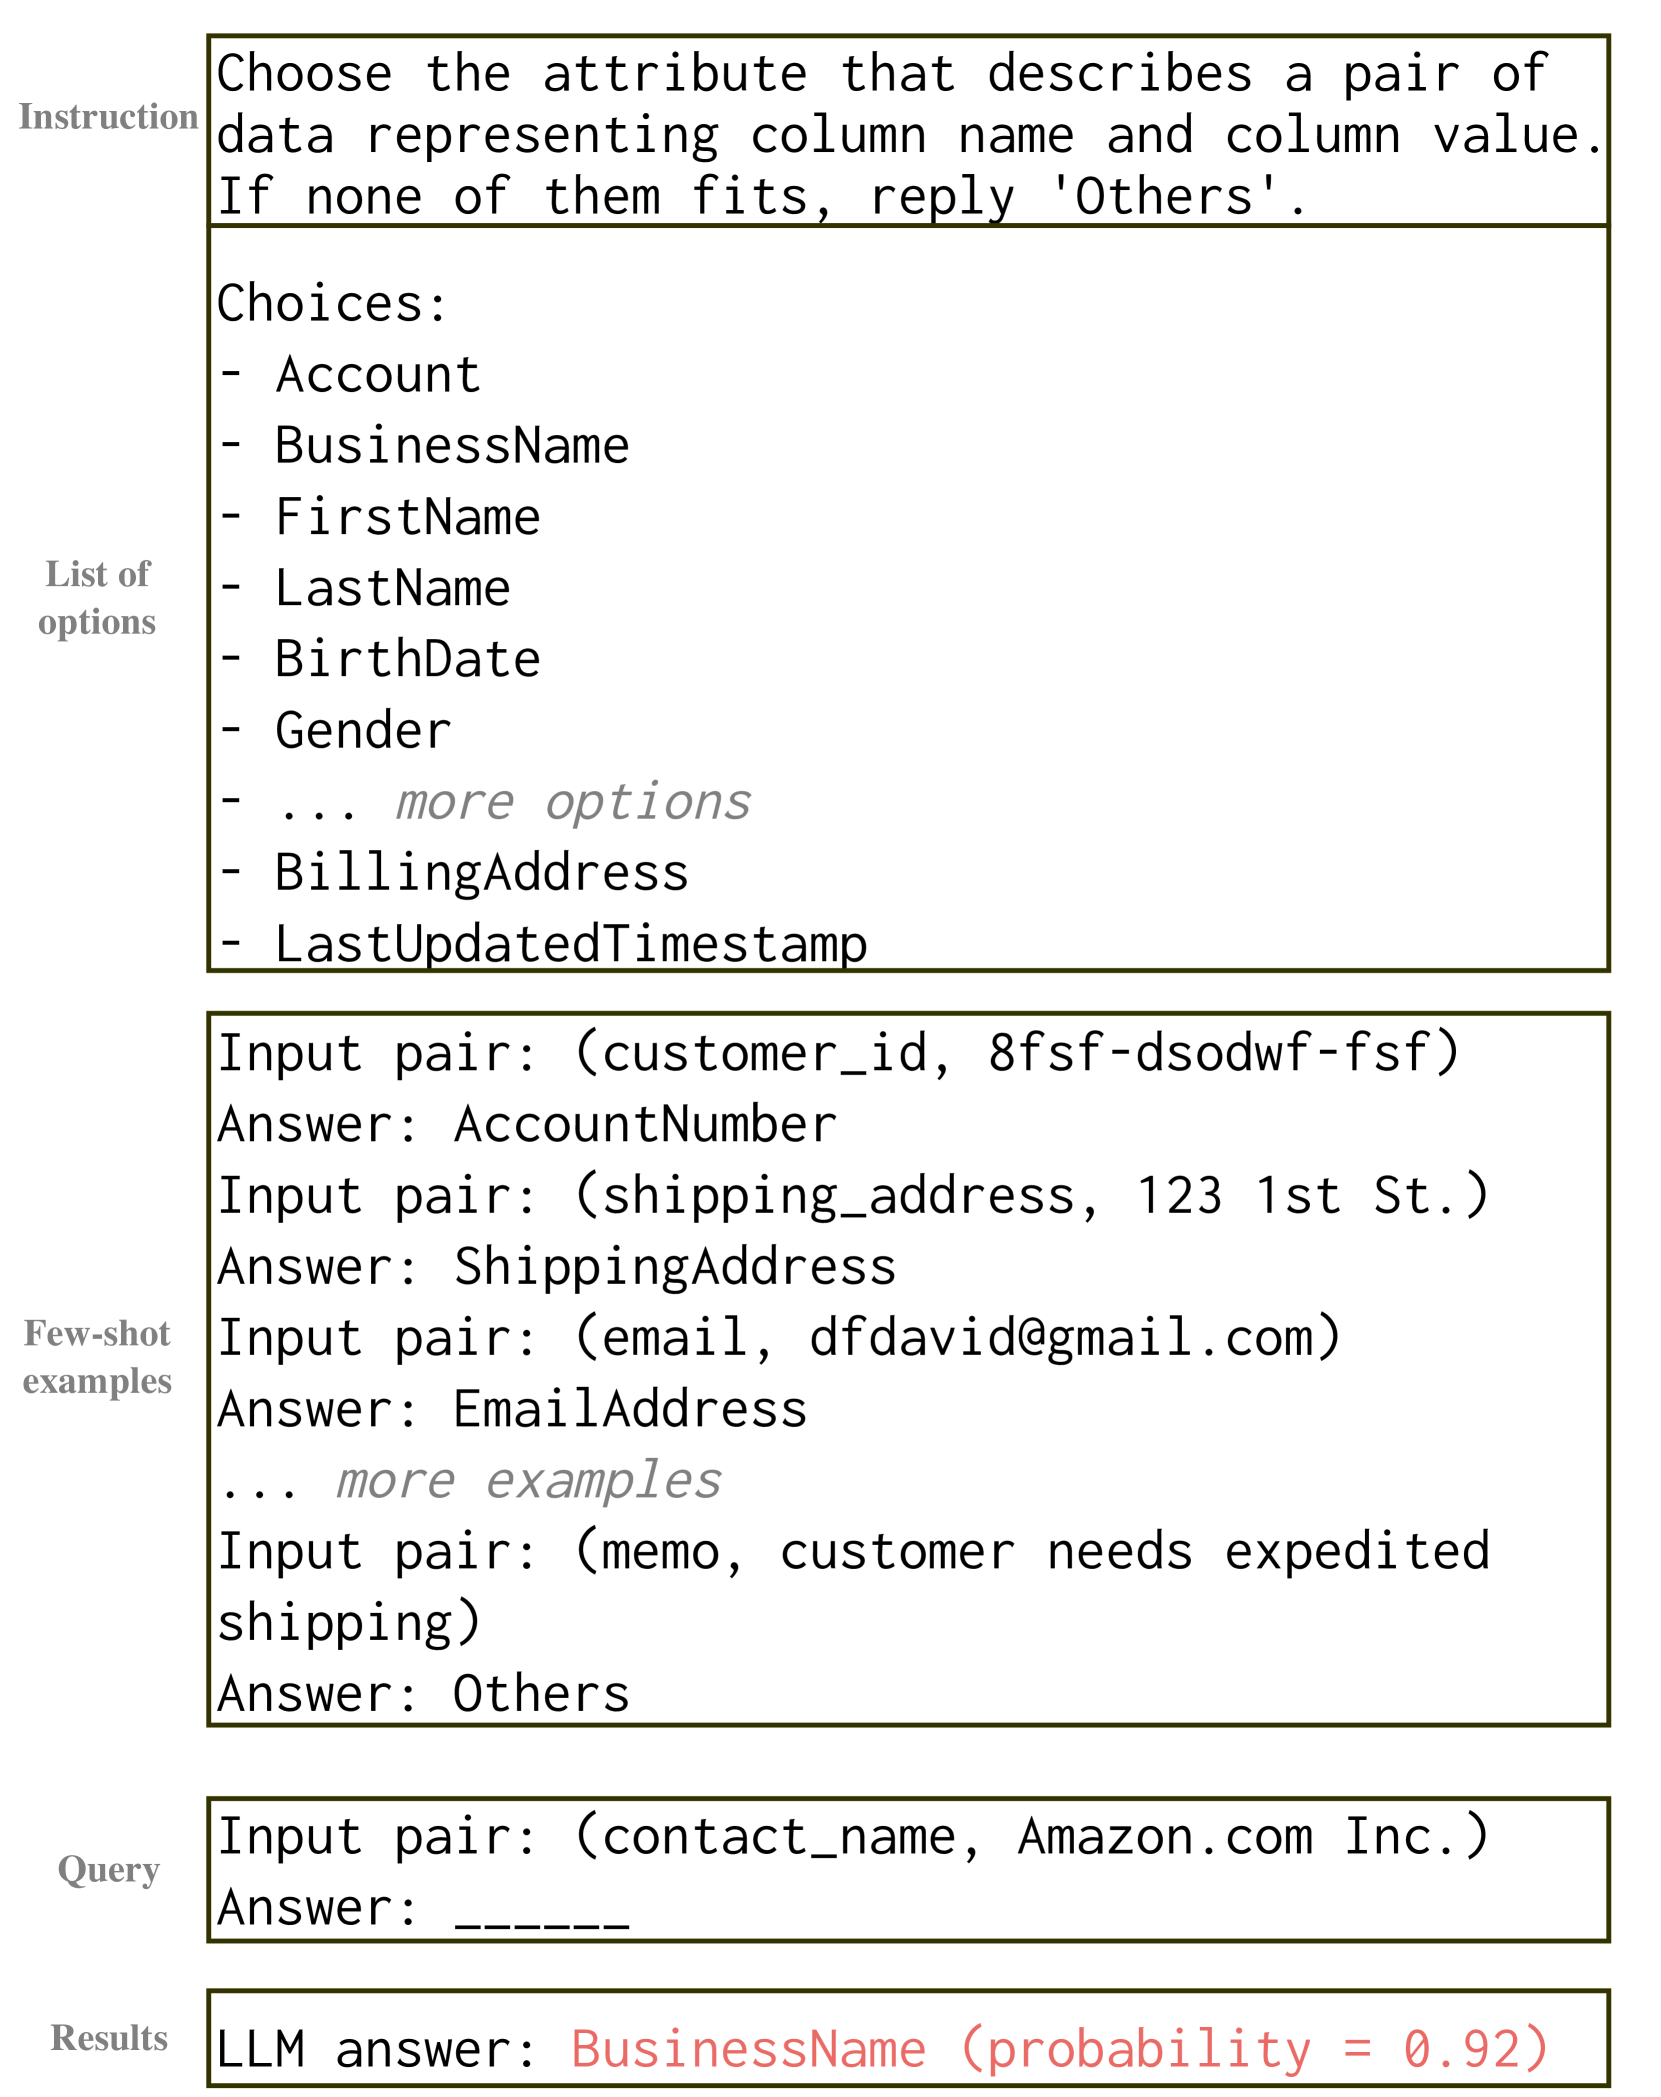 Instruction
Choose the attribute that describes a pair of
data representing column name and column value.
If none of them fits, reply 'Others'.
List of
options
Choices:
- Account
- BusinessName
- FirstName
- LastName
- BirthDate
- Gender
- ... more options
- BillingAddress
- LastUpdatedTimestamp
Few-shot
examples
Input pair: (customer_id, 8fsf-dsodwf-fsf)
Answer: AccountNumber
Input pair: (shipping_address, 123 1st St.)
Answer: ShippingAddress
Input pair: (email, dfdavid@gmail.com)
Answer: EmailAddress
... more examples
Input pair: (memo, customer needs expedited
shipping)
Answer: Others
Query
Input pair: (contact_name, Amazon.com Inc.)
Answer: ______
Results
LLM answer: BusinessName (probability = 0.92)